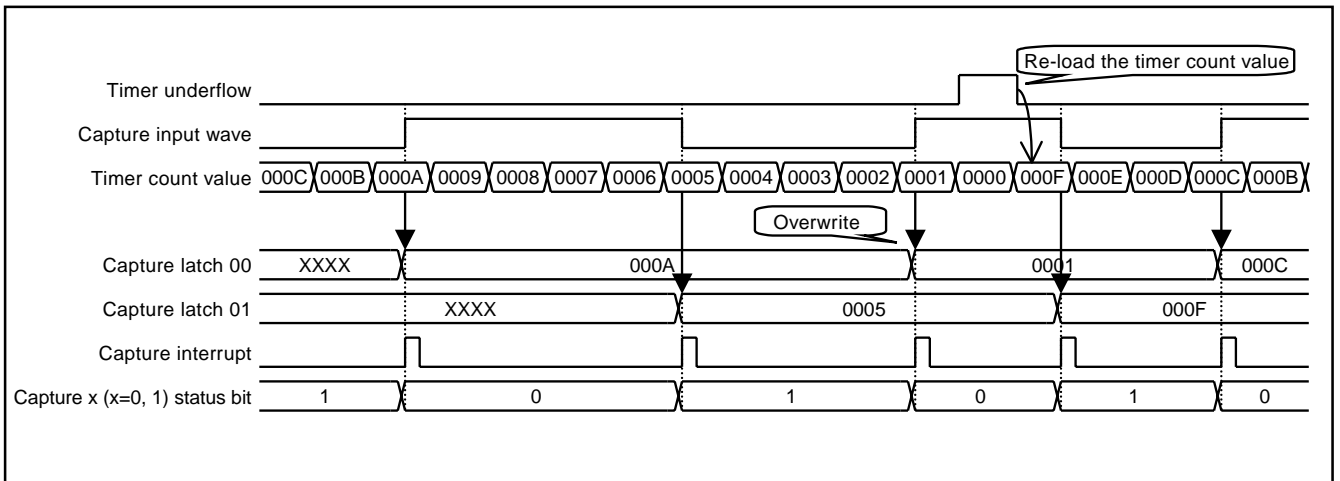 Re-load the timer count value
Timer underflow
Capture input wave
Timer count value 000C 000B 000A 0009 0008 0007 0006 0005 0004 0003 0002 0001 0000 000F 000E 000D 000C 000B
Overwrite
Capture latch 00 XXXX 000A 0001 000C
Capture latch 01 XXXX 0005 000F
Capture interrupt
Capture x (x=0, 1) status bit 1 0 1 0 1 0